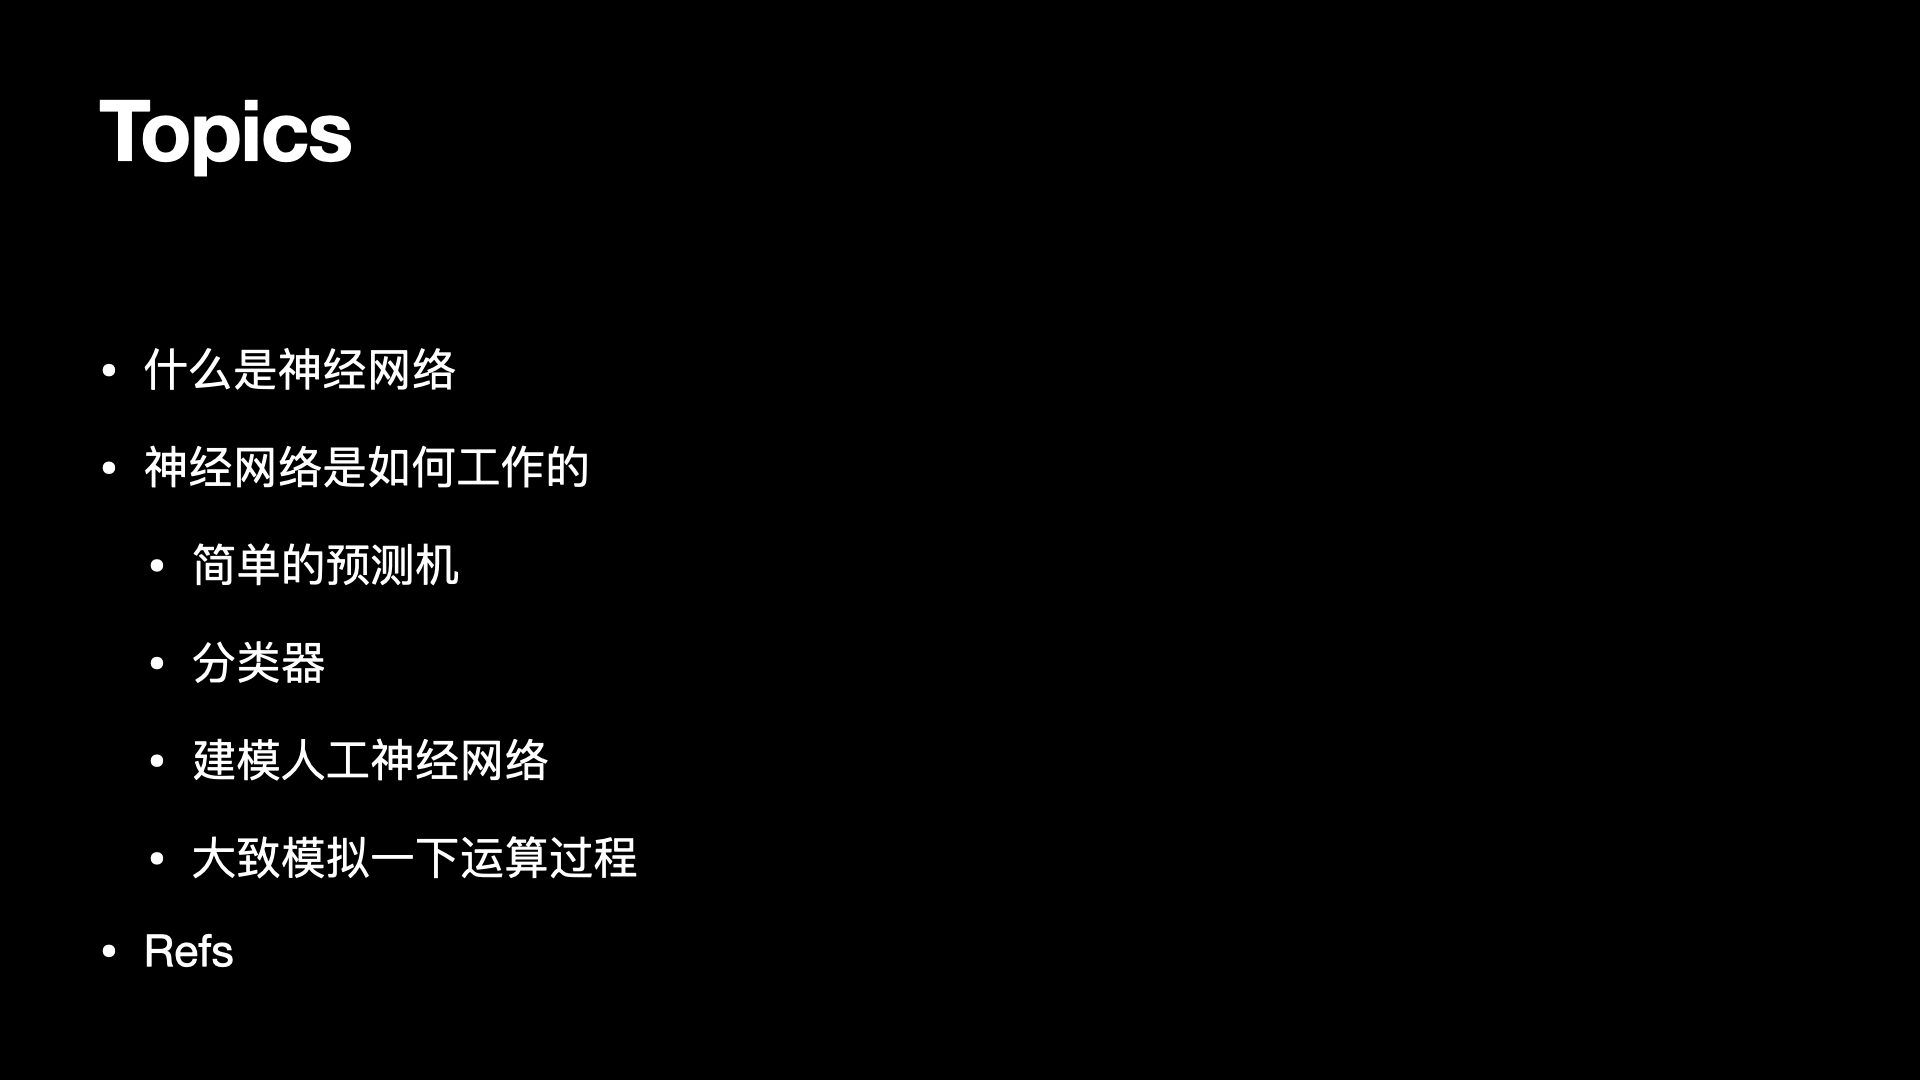 Topics
• 什么是神经网络
• 神经网络是如何工作的
• 简单的预测机
• 分类器
• 建模人工神经网络
• 大致模拟一下运算过程
• Refs